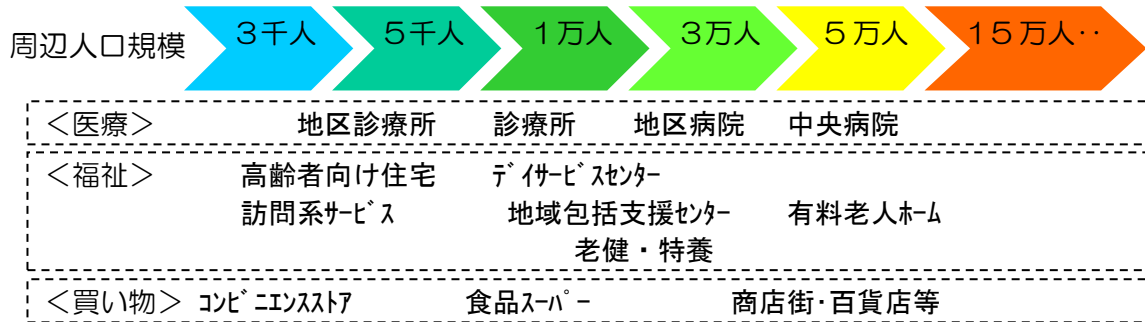 周辺人口規模 3千人 5千人 1万人 3万人 5万人 15万人‥
＜医療＞ 地区診療所 診療所 地区病院 中央病院
＜福祉＞ 高齢者向け住宅 ﾃﾞｲｻｰﾋﾞｽｾﾝﾀｰ
訪問系ｻｰﾋﾞｽ 地域包括支援ｾﾝﾀｰ 有料老人ﾎｰﾑ
老健・特養
＜買い物＞ ｺﾝﾋﾞﾆｴﾝｽｽﾄｱ 食品ｽｰﾊﾟｰ 商店街･百貨店等